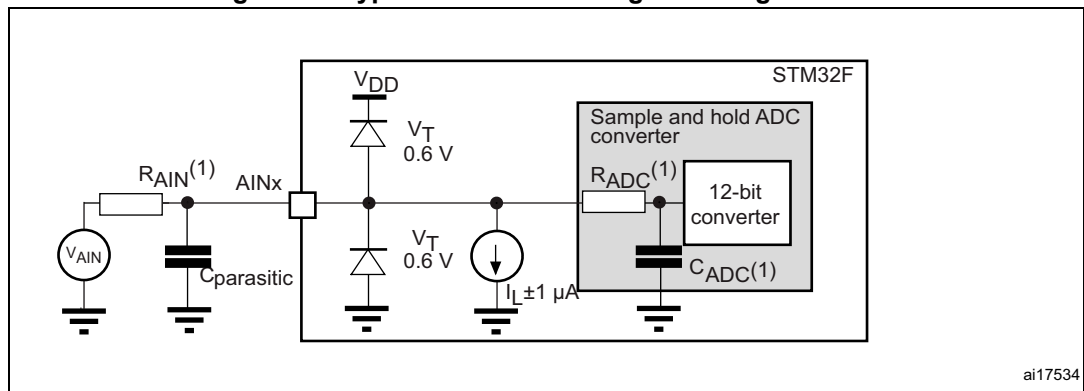 STM32F
VDD
Sample and hold ADC
converter
VT
0.6 V
RAIN(1)
AINx
RADC(1)
12-bit
converter
VAIN
Cparasitic
VT
0.6 V
IL±1 µA
CADC(1)
ai17534